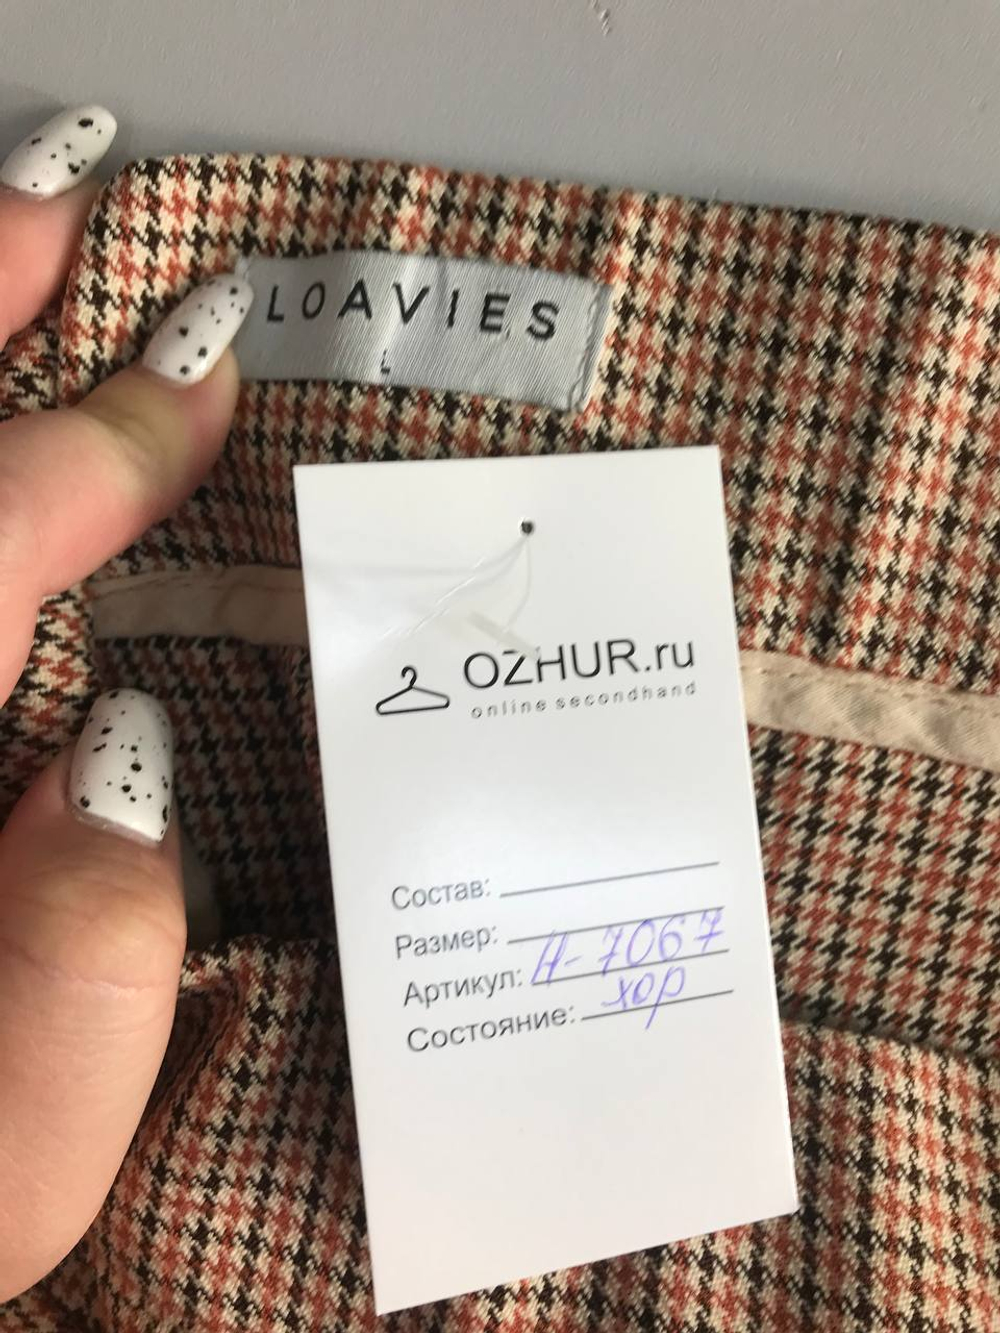 LOAVIES
L
OZHUR.ru
online secondhand
Состав:
Размер:
Артикул: Н-7067
Состояние: хор